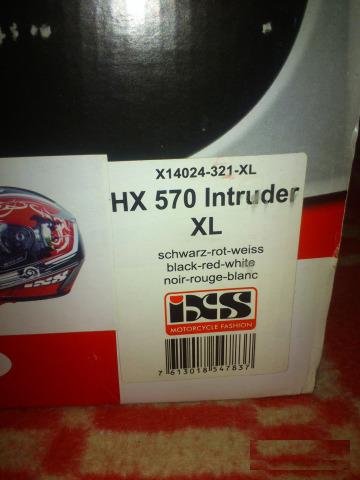 X14024-321-XL
HX 570 Intruder
XL
schwarz-rot-weiss
black-red-white
noir-rouge-blanc
iXS
MOTORCYCLE FASHION
7 613018 547837
iXS